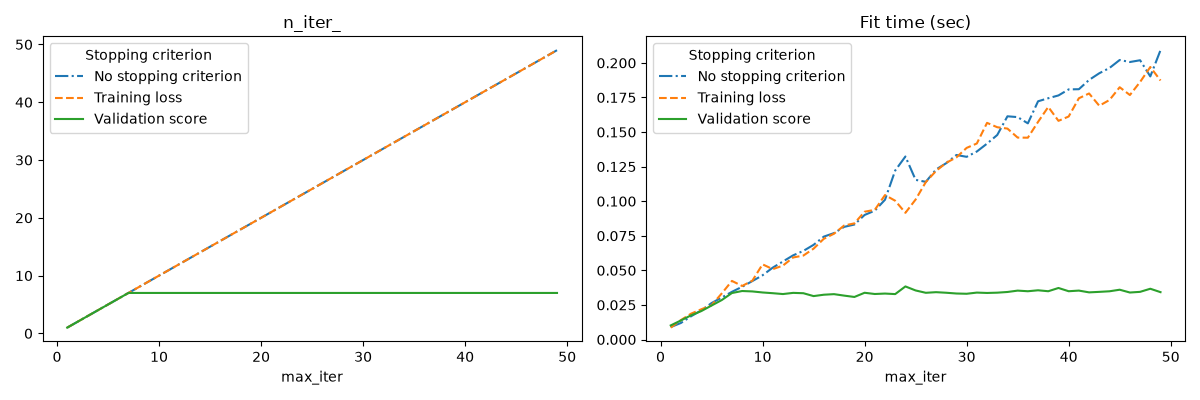 n_iter_
Stopping criterion
No stopping criterion
Training loss
Validation score
50
40
30
20
10
0
0 10 20 30 40 50
max_iter
Fit time (sec)
Stopping criterion
No stopping criterion
Training loss
Validation score
0.200
0.175
0.150
0.125
0.100
0.075
0.050
0.025
0.000
0 10 20 30 40 50
max_iter